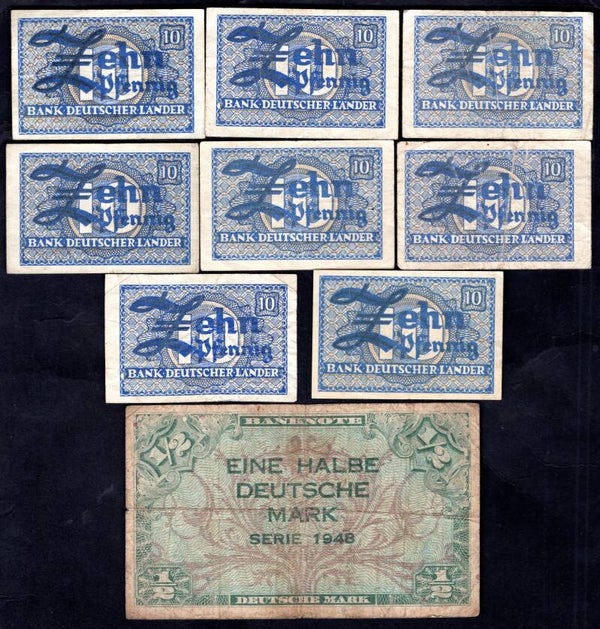 Zehn 10
Pfennig
BANK DEUTSCHER LÄNDER
Zehn 10
Pfennig
BANK DEUTSCHER LÄNDER
Zehn 10
Pfennig
BANK DEUTSCHER LÄNDER
Zehn 10
Pfennig
BANK DEUTSCHER LÄNDER
Zehn 10
Pfennig
BANK DEUTSCHER LÄNDER
Zehn 10
Pfennig
BANK DEUTSCHER LÄNDER
Zehn 10
Pfennig
BANK DEUTSCHER LÄNDER
Zehn 10
Pfennig
BANK DEUTSCHER LÄNDER
BANKNOTE
1/2 1/2
EINE HALBE
DEUTSCHE
MARK
SERIE 1948
1/2 1/2
DEUTSCHE MARK